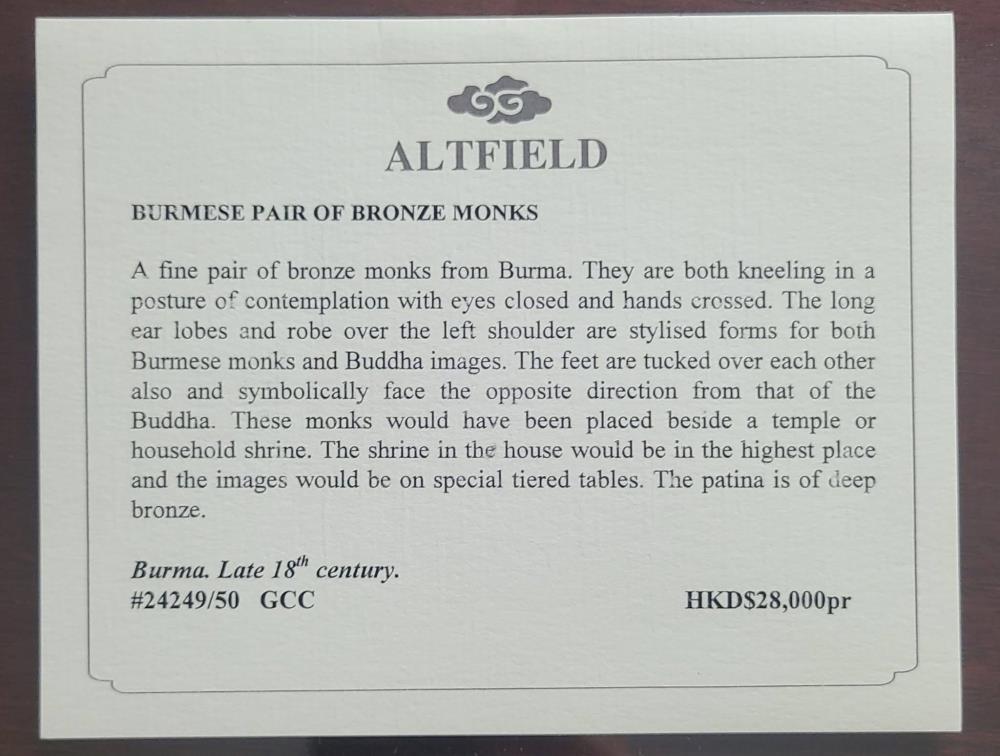 ALTFIELD
BURMESE PAIR OF BRONZE MONKS
A fine pair of bronze monks from Burma. They are both kneeling in a
posture of contemplation with eyes closed and hands crossed. The long
ear lobes and robe over the left shoulder are stylised forms for both
Burmese monks and Buddha images. The feet are tucked over each other
also and symbolically face the opposite direction from that of the
Buddha. These monks would have been placed beside a temple or
household shrine. The shrine in the house would be in the highest place
and the images would be on special tiered tables. The patina is of deep
bronze.
Burma. Late 18th century.
#24249/50 GCC HKD$28,000pr